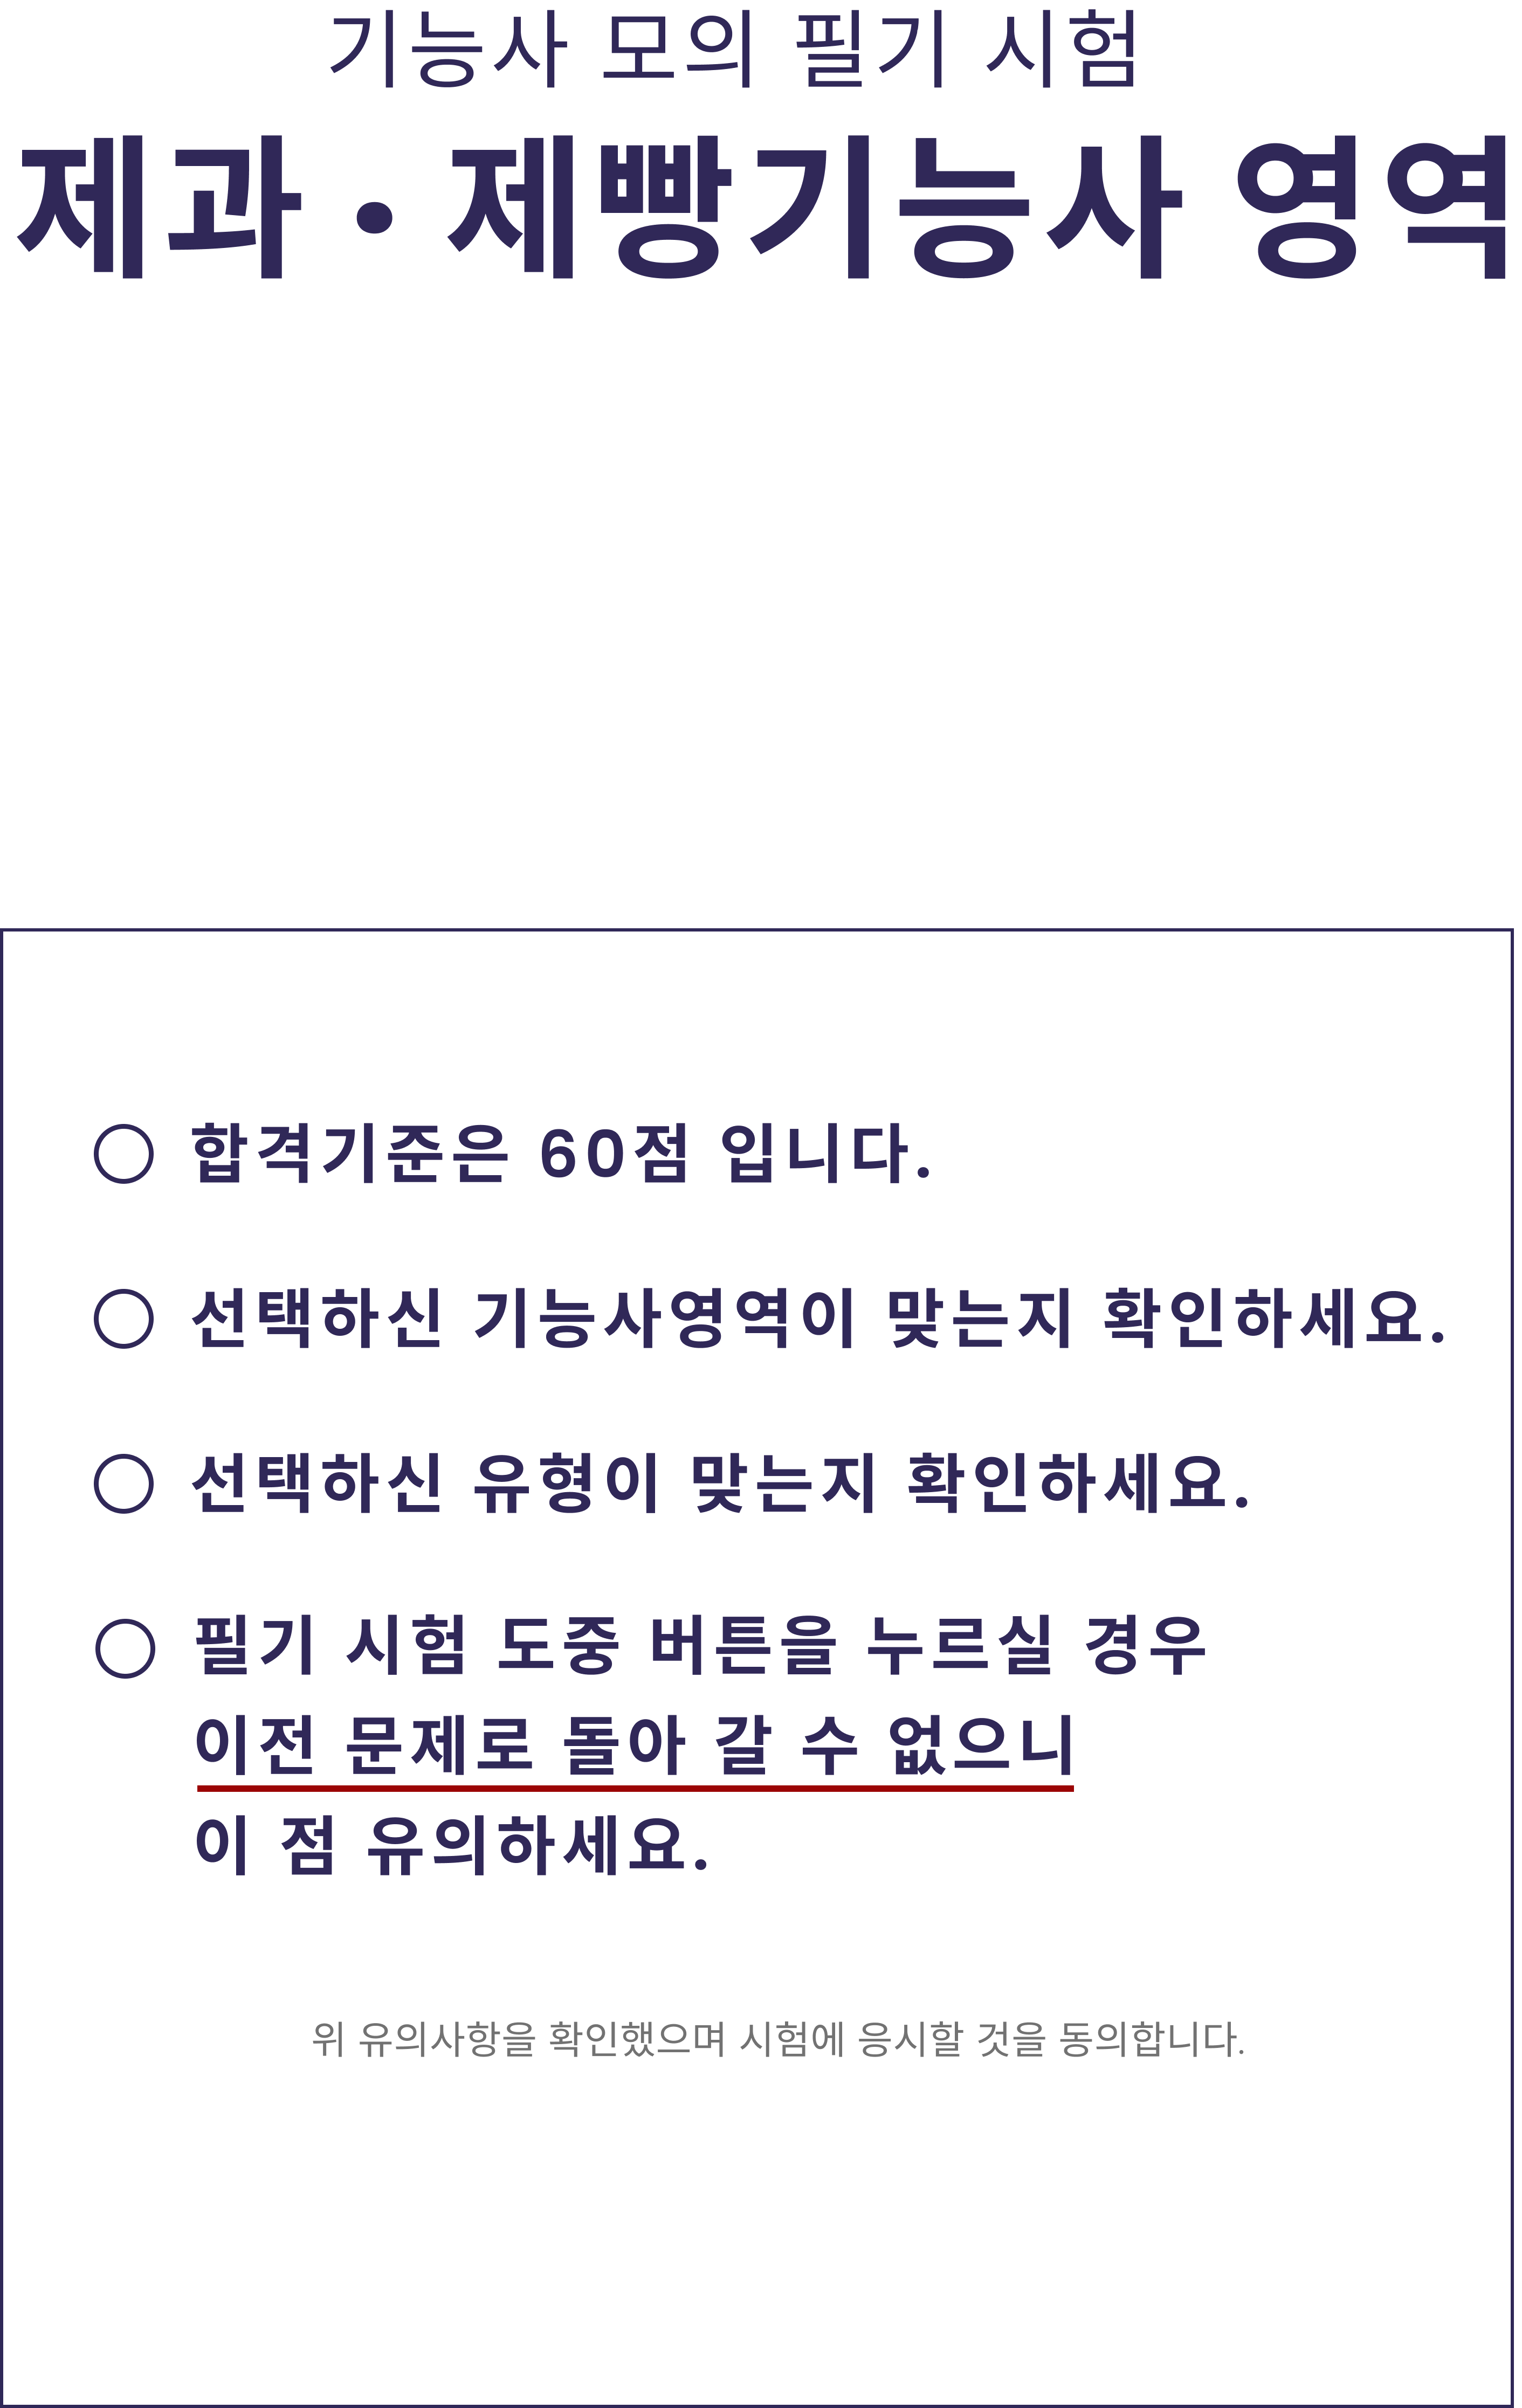 기능사 모의 필기 시험
제과 · 제빵기능사 영역
○ 합격기준은 60점 입니다.
○ 선택하신 기능사영역이 맞는지 확인하세요.
○ 선택하신 유형이 맞는지 확인하세요.
○ 필기 시험 도중 버튼을 누르실 경우
이전 문제로 돌아 갈 수 없으니
이 점 유의하세요.
위 유의사항을 확인했으며 시험에 응시할 것을 동의합니다.